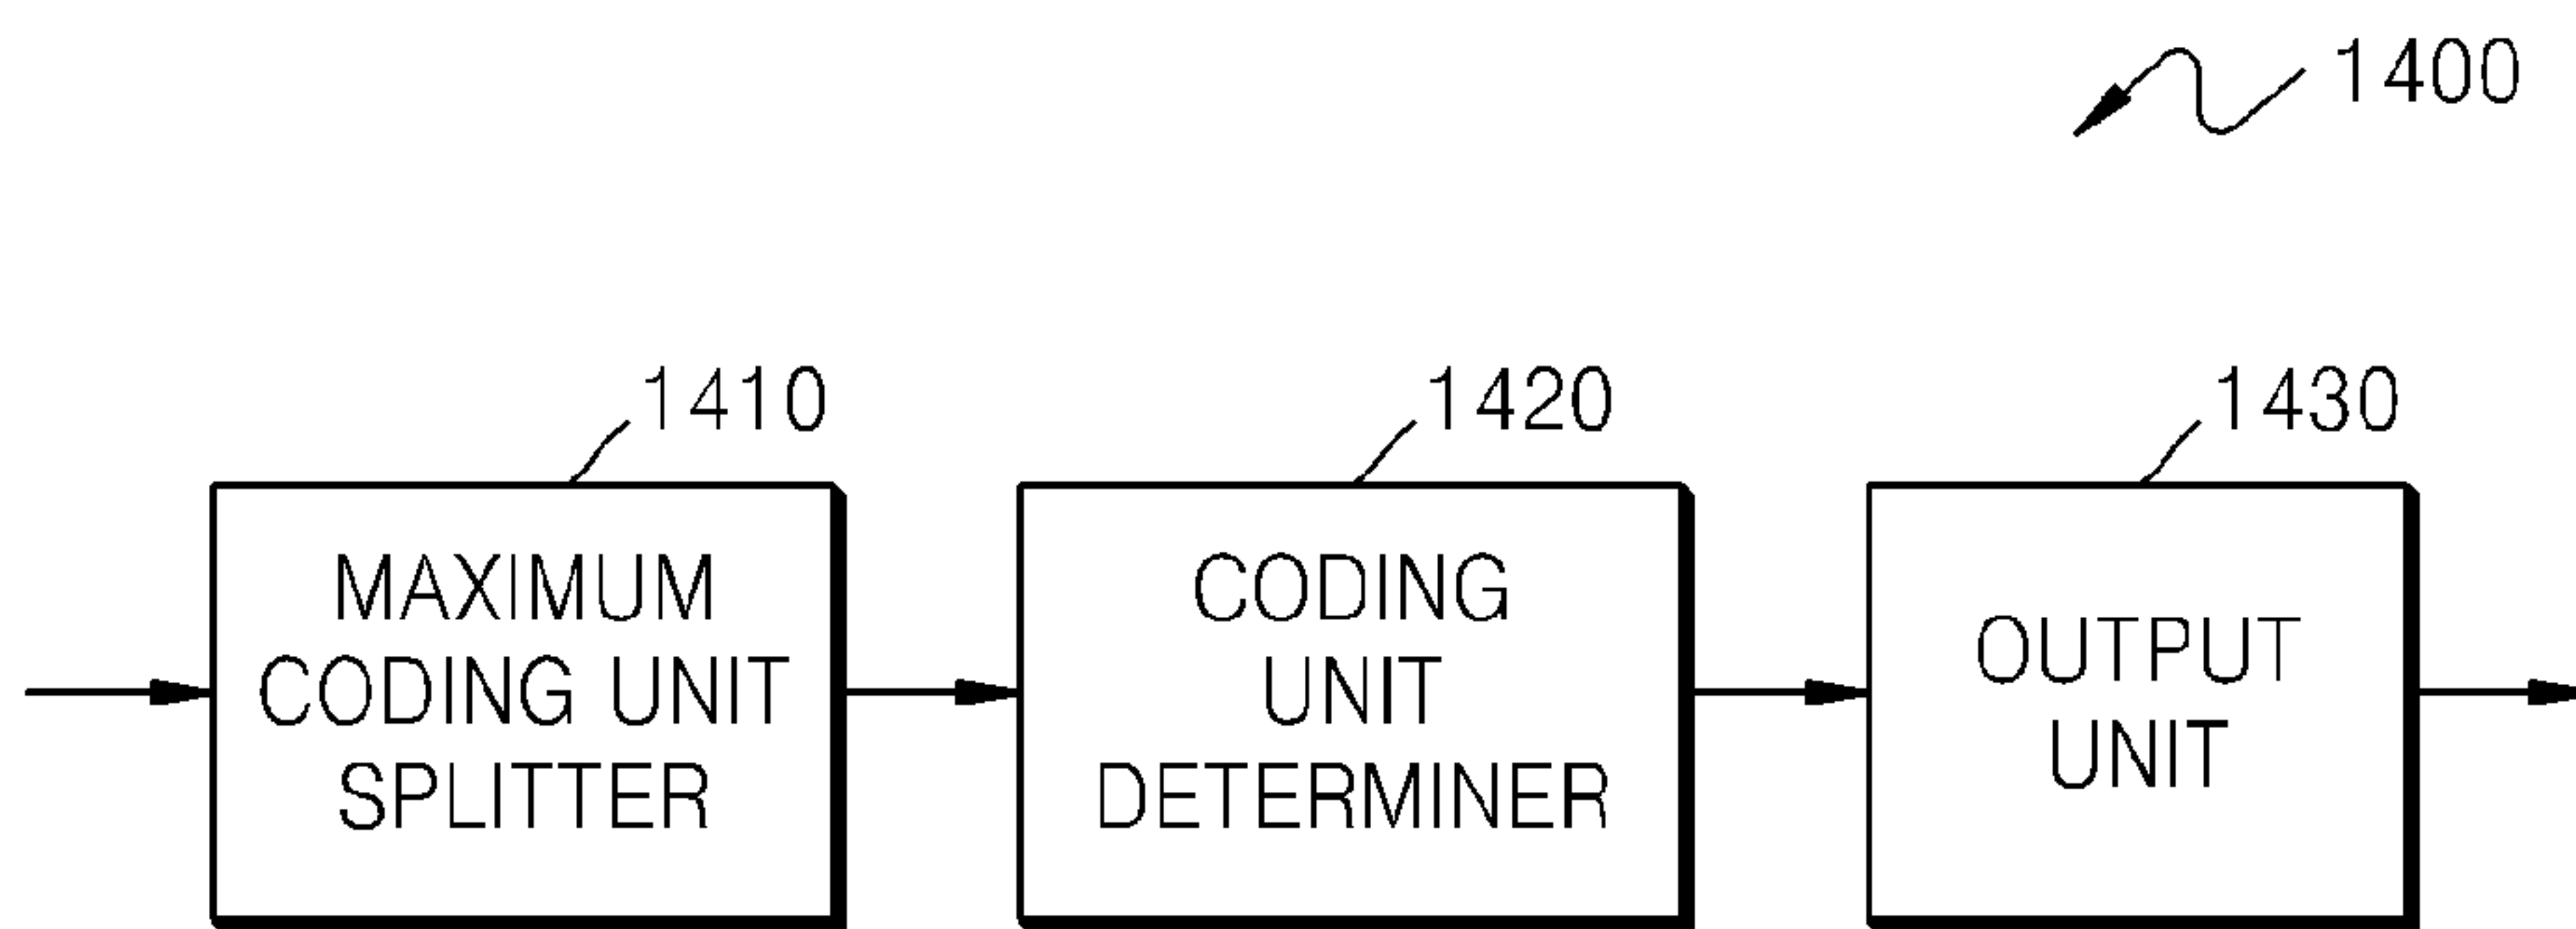 1400
1410
1420
1430
MAXIMUM
CODING UNIT
SPLITTER
CODING
UNIT
DETERMINER
OUTPUT
UNIT